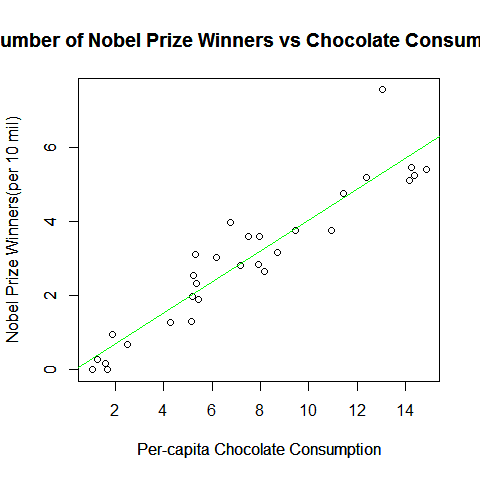 umber of Nobel Prize Winners vs Chocolate Consum
Nobel Prize Winners(per 10 mil)
6
4
2
0
2 4 6 8 10 12 14
Per-capita Chocolate Consumption